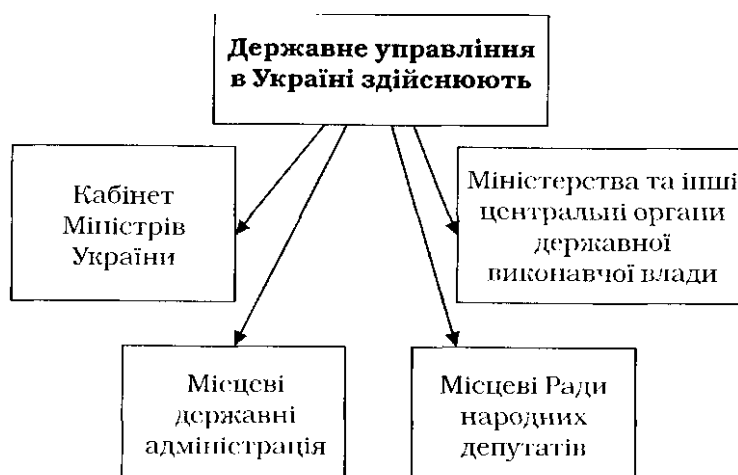 Державне управління
в Україні здійснюють
Кабінет
Міністрів
України
Міністерства та інші
центральні органи
державної
виконавчої влади
Місцеві
державні
адміністрація
Місцеві Ради
народних
депутатів